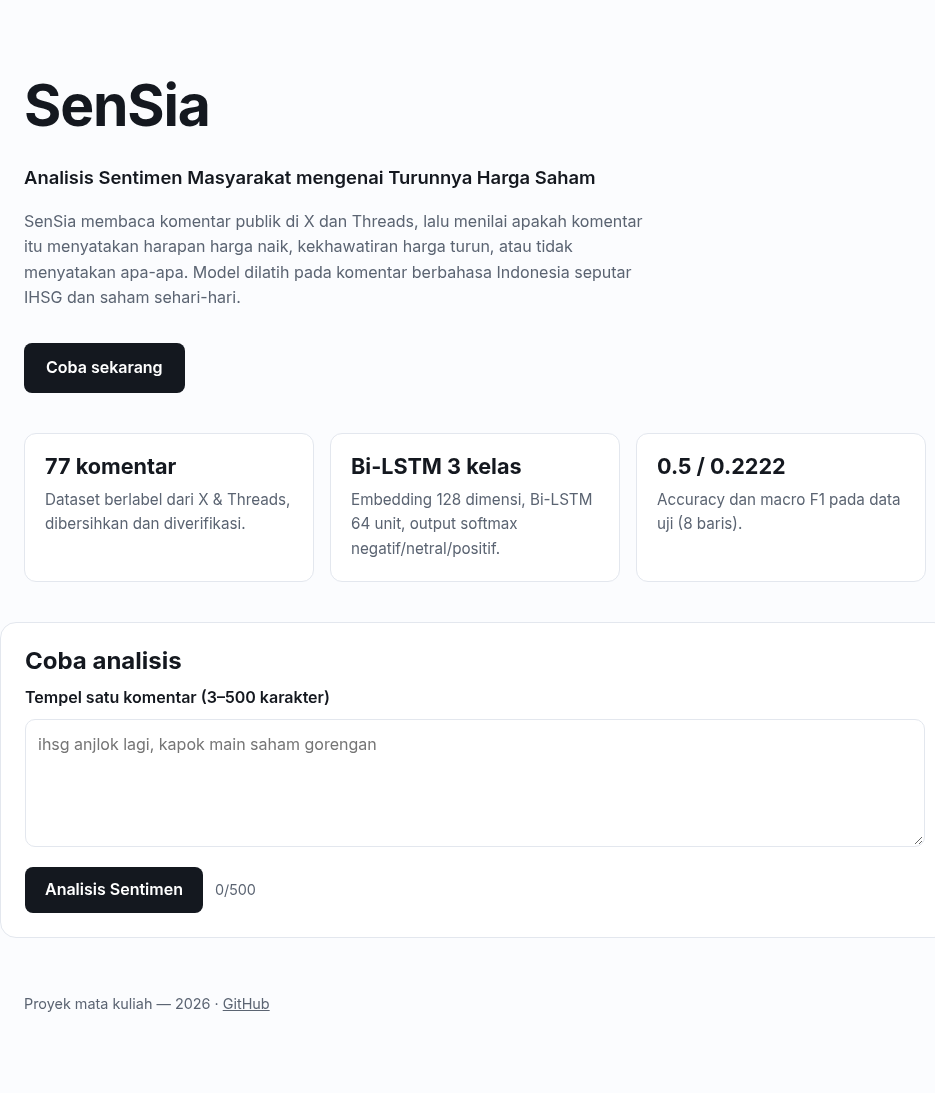 SenSia
Analisis Sentimen Masyarakat mengenai Turunnya Harga Saham
SenSia membaca komentar publik di X dan Threads, lalu menilai apakah komentar
itu menyatakan harapan harga naik, kekhawatiran harga turun, atau tidak
menyatakan apa-apa. Model dilatih pada komentar berbahasa Indonesia seputar
IHSG dan saham sehari-hari.
Coba sekarang
77 komentar
Dataset berlabel dari X & Threads,
dibersihkan dan diverifikasi.
Bi-LSTM 3 kelas
Embedding 128 dimensi, Bi-LSTM
64 unit, output softmax
negatif/netral/positif.
0.5 / 0.2222
Accuracy dan macro F1 pada data
uji (8 baris).
Coba analisis
Tempel satu komentar (3–500 karakter)
ihsg anjlok lagi, kapok main saham gorengan
Analisis Sentimen
0/500
Proyek mata kuliah — 2026 · GitHub